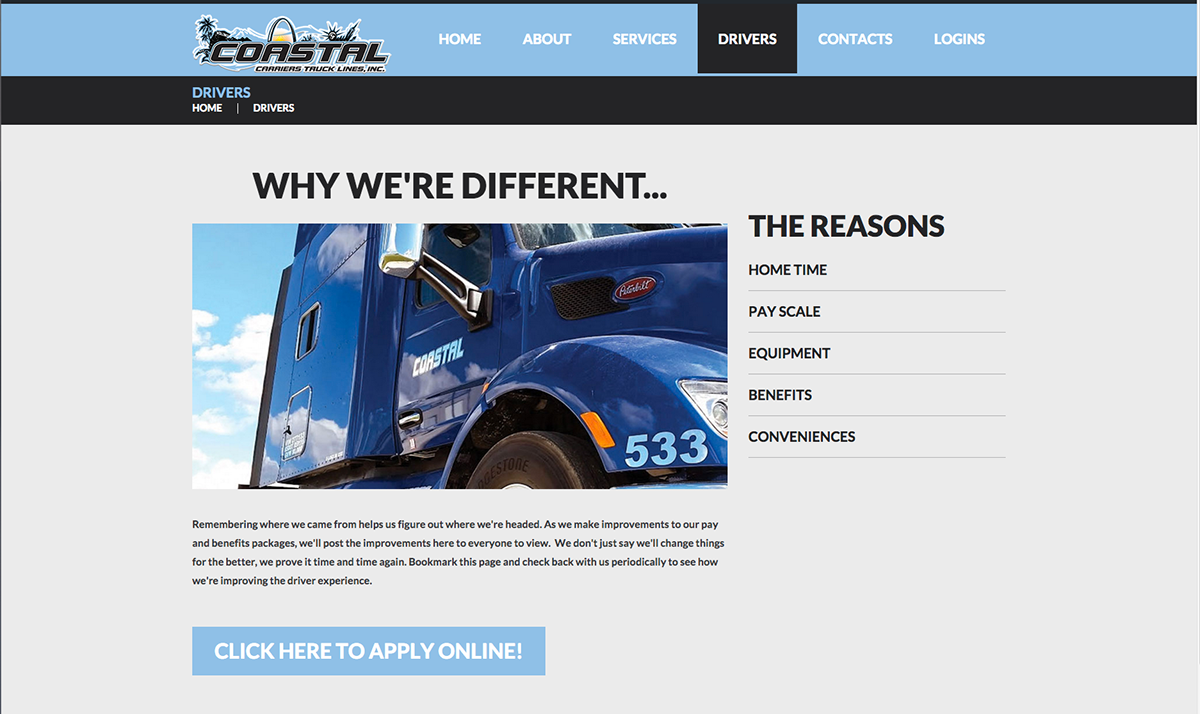 COASTAL
CARRIERS TRUCK LINES, INC.
HOME
ABOUT
SERVICES
DRIVERS
CONTACTS
LOGINS
DRIVERS
HOME | DRIVERS
WHY WE'RE DIFFERENT...
Peterbilt
COASTAL
533
THE REASONS
HOME TIME
PAY SCALE
EQUIPMENT
BENEFITS
CONVENIENCES
Remembering where we came from helps us figure out where we're headed. As we make improvements to our pay
and benefits packages, we'll post the improvements here to everyone to view.  We don't just say we'll change things
for the better, we prove it time and time again. Bookmark this page and check back with us periodically to see how
we're improving the driver experience.
CLICK HERE TO APPLY ONLINE!